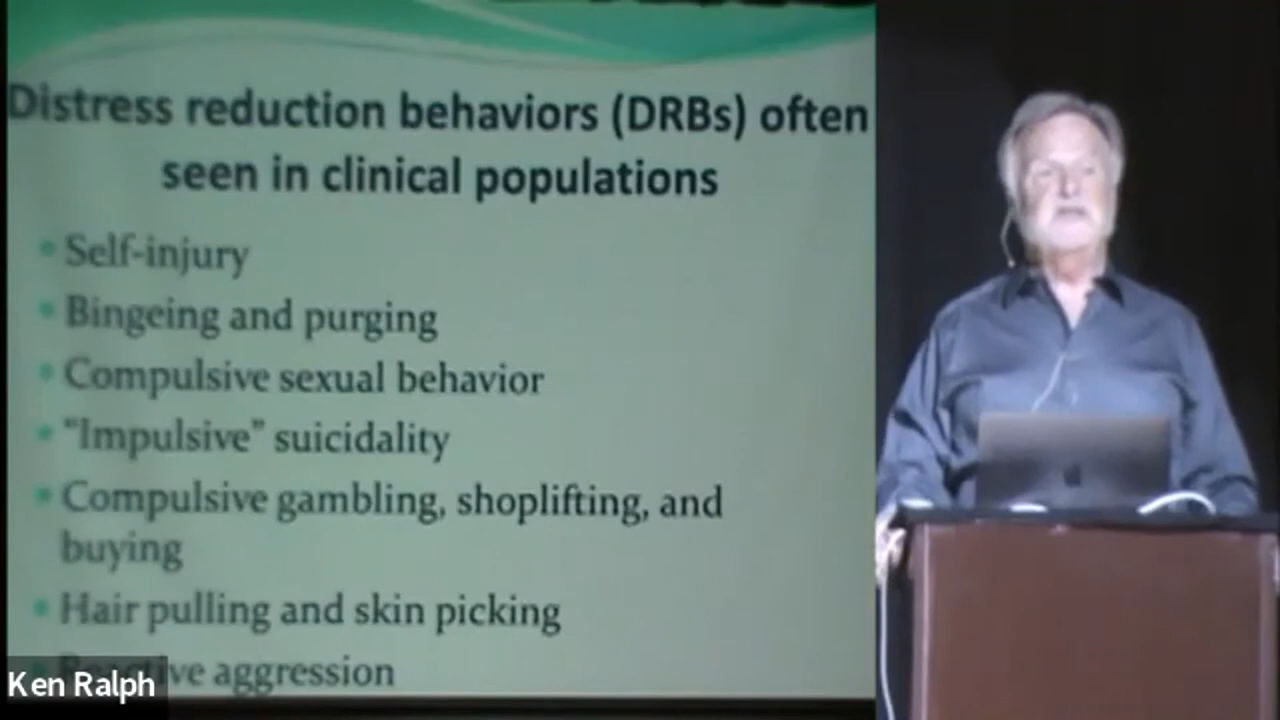 Distress reduction behaviors (DRBs) often
seen in clinical populations
• Self-injury
• Bingeing and purging
• Compulsive sexual behavior
• “Impulsive” suicidality
• Compulsive gambling, shoplifting, and
buying
• Hair pulling and skin picking
• Reactive aggression
Ken Ralph